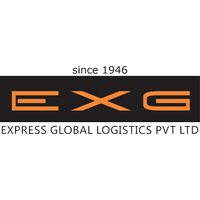 since 1946
EXG
EXPRESS GLOBAL LOGISTICS PVT LTD